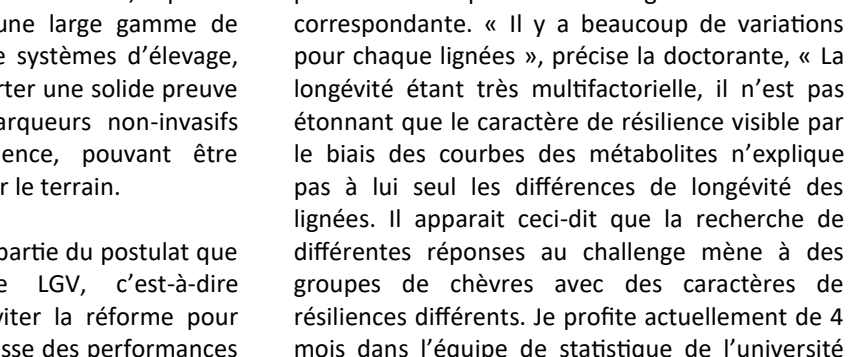 une large gamme de
systèmes d'élevage,
une solide preuve
non-invasifs
pouvant être
le terrain.
du postulat que
LGV, c'est-à-dire
la réforme pour
des performances
correspondante. « Il y a beaucoup de variations
pour chaque lignées », précise la doctorante, « La
longévité étant très multifactorielle, il n'est pas
étonnant que le caractère de résilience visible par
le biais des courbes des métabolites n'explique
pas à lui seul les différences de longévité des
lignées. Il apparait ceci-dit que la recherche de
différentes réponses au challenge mène à des
groupes de chèvres avec des caractères de
résiliences différents. Je profite actuellement de 4
mois dans l'équipe de statistique de l'université